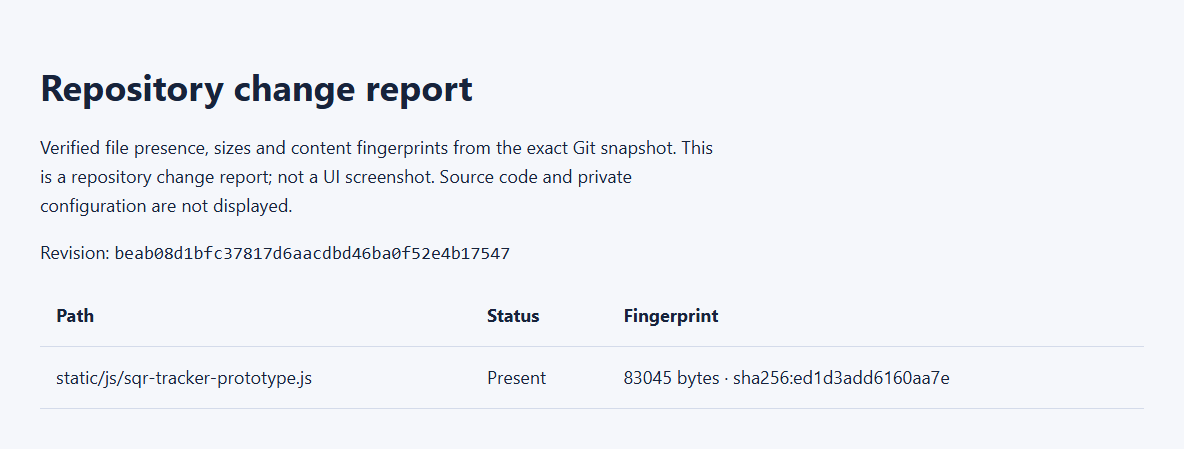 Repository change report
Verified file presence, sizes and content fingerprints from the exact Git snapshot. This
is a repository change report; not a UI screenshot. Source code and private
configuration are not displayed.
Revision: beab08d1bfc37817d6aacdbd46ba0f52e4b17547
Path Status Fingerprint
static/js/sqr-tracker-prototype.js Present 83045 bytes · sha256:ed1d3add6160aa7e